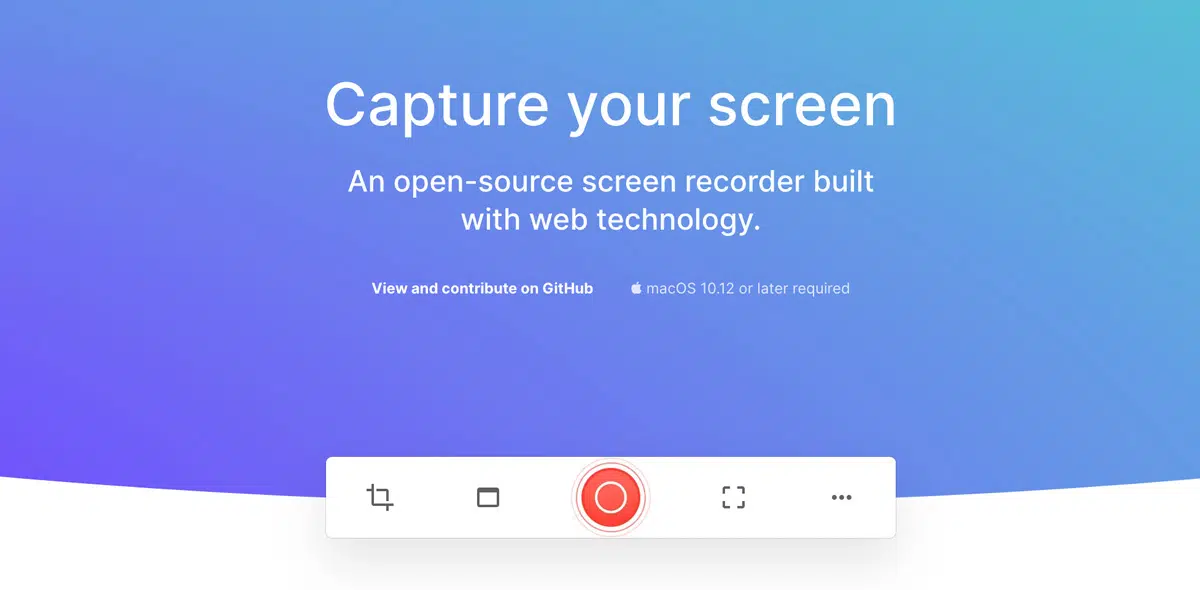 Capture your screen
An open-source screen recorder built
with web technology.
View and contribute on GitHub
macOS 10.12 or later required